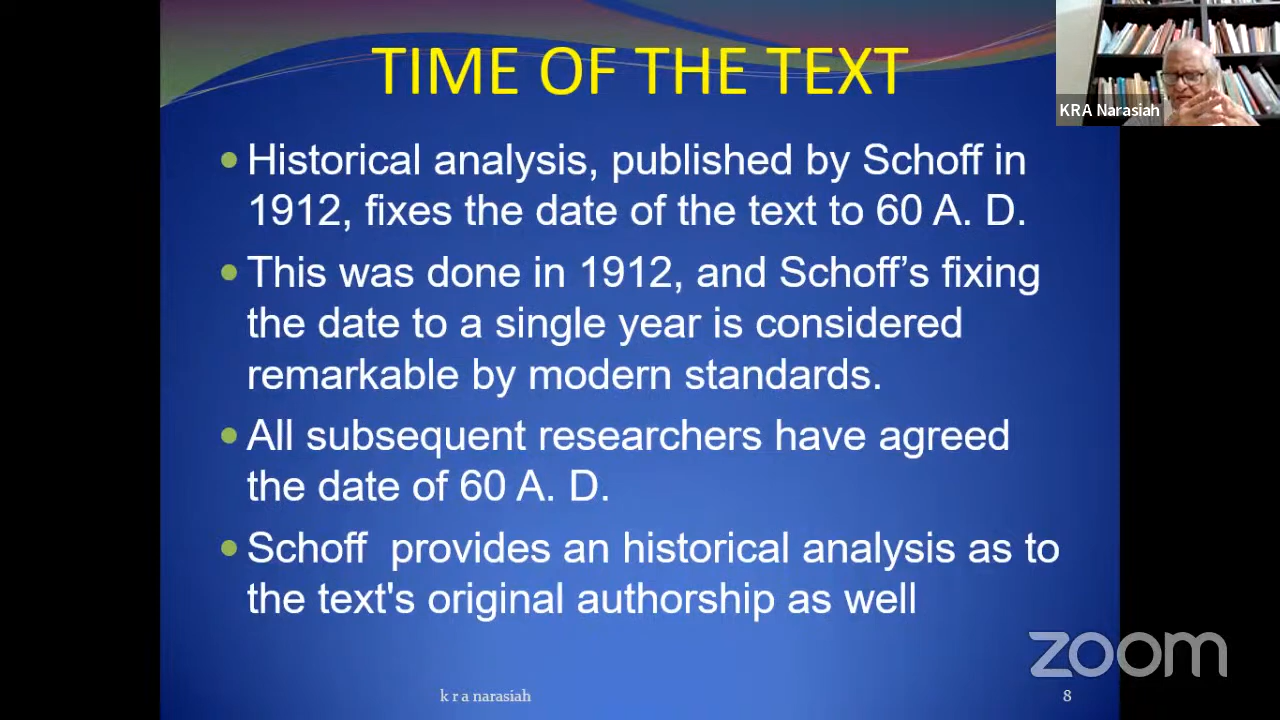 TIME OF THE TEXT
KRA Narasiah
• Historical analysis, published by Schoff in
1912, fixes the date of the text to 60 A. D.
• This was done in 1912, and Schoff’s fixing
the date to a single year is considered
remarkable by modern standards.
• All subsequent researchers have agreed
the date of 60 A. D.
• Schoff  provides an historical analysis as to
the text's original authorship as well
zoom
k r a narasiah
8